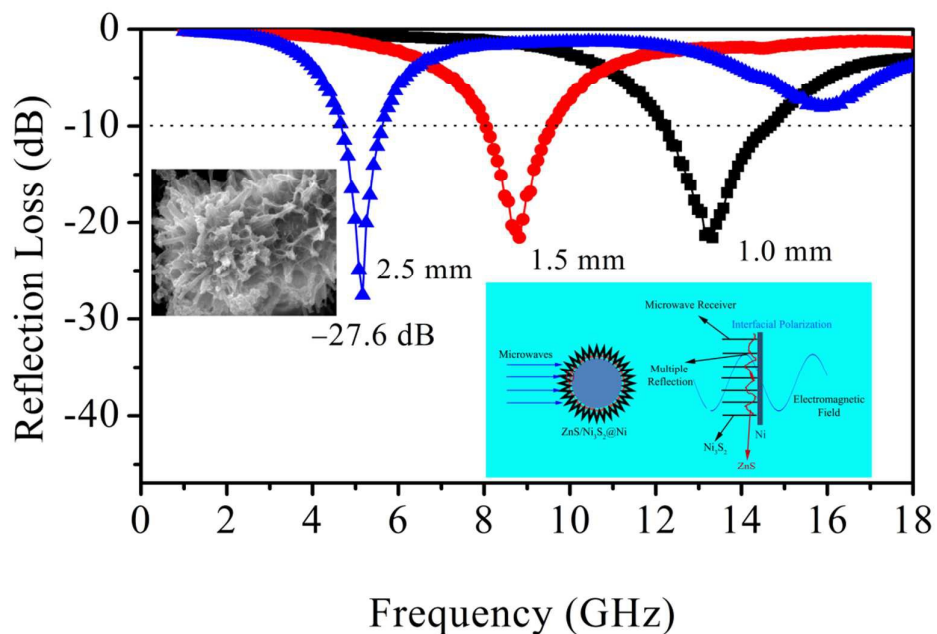 0
-10
-20
-30
-40
Reflection Loss (dB)
2.5 mm
1.5 mm
1.0 mm
−27.6 dB
Microwave Receiver
Interfacial Polarization
Microwaves
Multiple
Reflection
Electromagnetic
Field
ZnS/Ni₃S₂@Ni
Ni₃S₂
Ni
ZnS
0 2 4 6 8 10 12 14 16 18
Frequency (GHz)